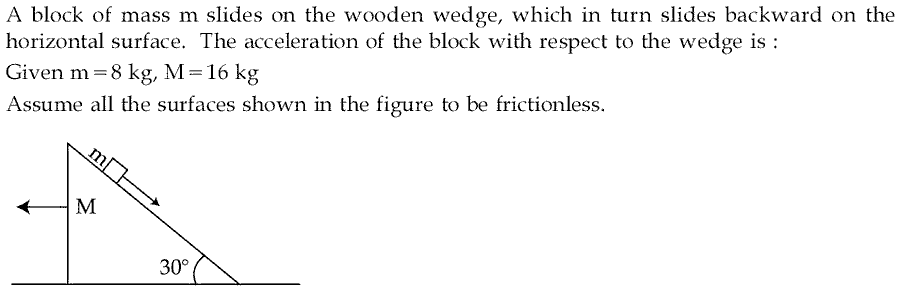 A block of mass m slides on the wooden wedge, which in turn slides backward on the
horizontal surface. The acceleration of the block with respect to the wedge is :
Given m=8 kg, M=16 kg
Assume all the surfaces shown in the figure to be frictionless.
m
M
30°